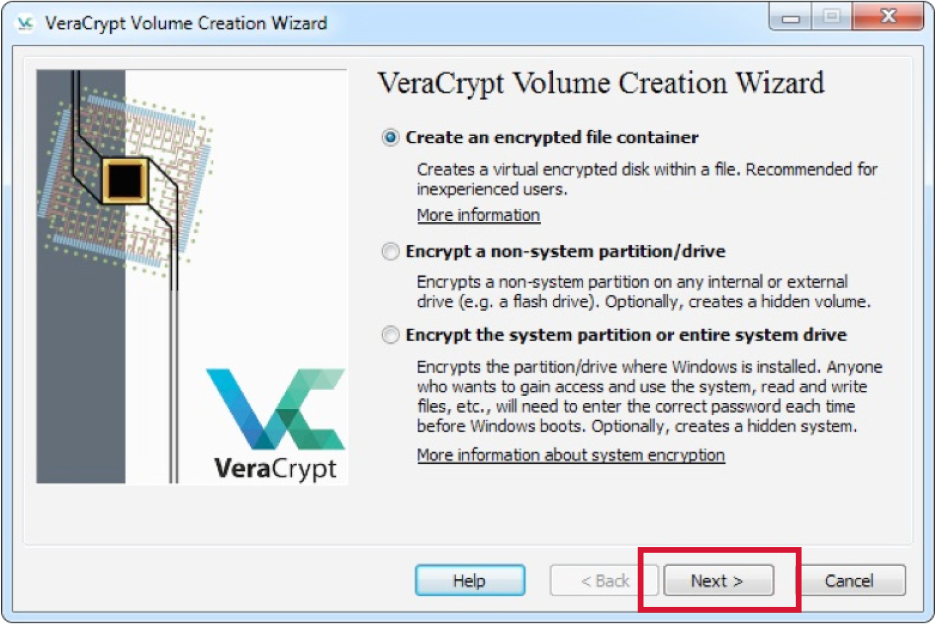 VeraCrypt Volume Creation Wizard
VeraCrypt Volume Creation Wizard
Create an encrypted file container
Creates a virtual encrypted disk within a file. Recommended for
inexperienced users.
More information
Encrypt a non-system partition/drive
Encrypts a non-system partition on any internal or external
drive (e.g. a flash drive). Optionally, creates a hidden volume.
Encrypt the system partition or entire system drive
Encrypts the partition/drive where Windows is installed. Anyone
who wants to gain access and use the system, read and write
files, etc., will need to enter the correct password each time
before Windows boots. Optionally, creates a hidden system.
More information about system encryption
VeraCrypt
Help
< Back
Next >
Cancel